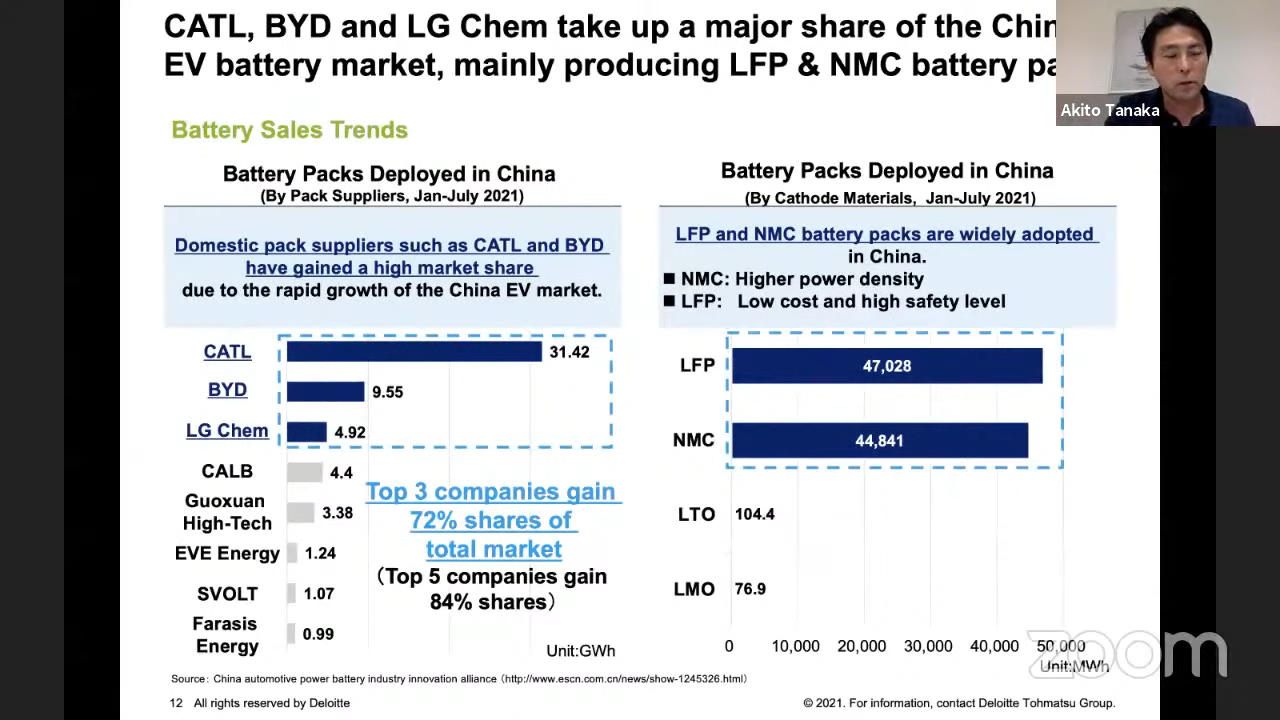 CATL, BYD and LG Chem take up a major share of the
EV battery market, mainly producing LFP & NMC battery
Akito Tanaka
Battery Sales Trends
Battery Packs Deployed in China
(By Pack Suppliers, Jan-July 2021)
Domestic pack suppliers such as CATL and BYD
have gained a high market share
due to the rapid growth of the China EV market.
CATL 31.42
BYD 9.55
LG Chem 4.92
CALB 4.4
Guoxuan
High-Tech 3.38
EVE Energy 1.24
SVOLT 1.07
Farasis
Energy 0.99
Top 3 companies gain
72% shares of
total market
(Top 5 companies gain
84% shares)
Unit:GWh
Battery Packs Deployed in China
(By Cathode Materials, Jan-July 2021)
LFP and NMC battery packs are widely adopted
in China.
■ NMC: Higher power density
■ LFP: Low cost and high safety level
LFP 47,028
NMC 44,841
LTO 104.4
LMO 76.9
0 10,000 20,000 30,000 40,000 50,000
Unit:MWh
zoom
Source: China automotive power battery industry innovation alliance (http://www.escn.com.cn/news/show-1245326.html)
12 All rights reserved by Deloitte
© 2021. For information, contact Deloitte Tohmatsu Group.